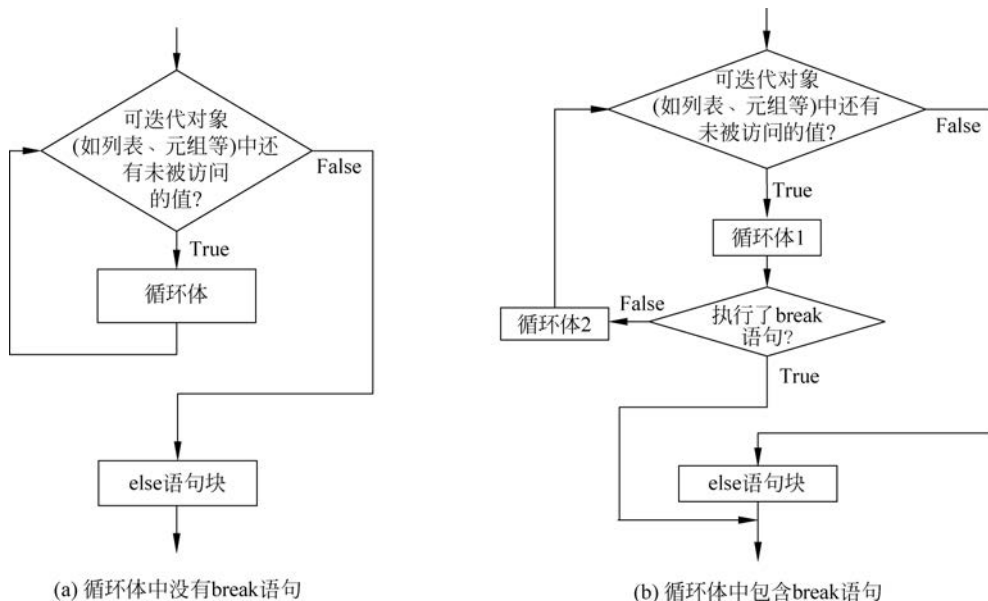 可迭代对象
(如列表、元组等)中还
有未被访问
的值?
False
True
循环体
else语句块
(a) 循环体中没有break语句
可迭代对象
(如列表、元组等)中还有
未被访问的值?
False
True
循环体1
False
循环体2
执行了break
语句?
True
else语句块
(b) 循环体中包含break语句